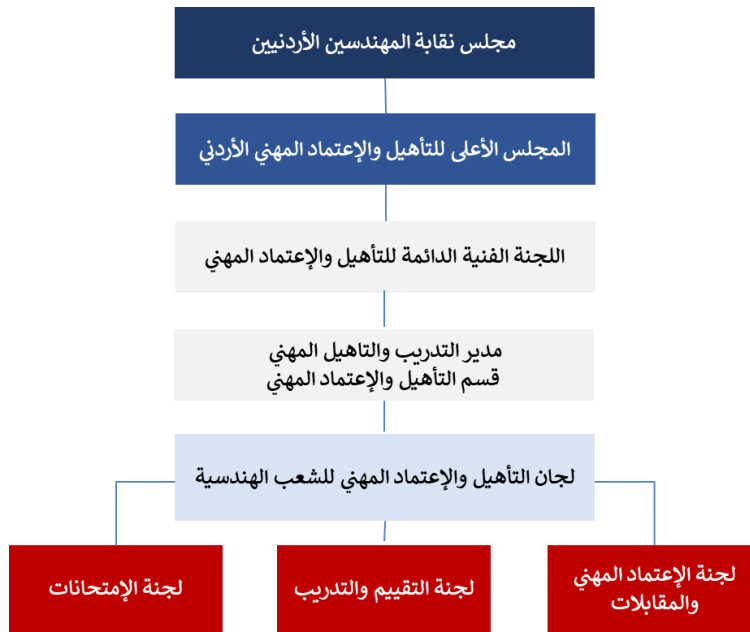 مجلس نقابة المهندسين الأردنيين
المجلس الأعلى للتأهيل والإعتماد المهني الأردني
اللجنة الفنية الدائمة للتأهيل والإعتماد المهني
مدير التدريب والتاهيل المهني
قسم التأهيل والإعتماد المهني
لجان التأهيل والإعتماد المهني للشعب الهندسية
لجنة الإعتماد المهني
والمقابلات
لجنة التقييم والتدريب
لجنة الإمتحانات